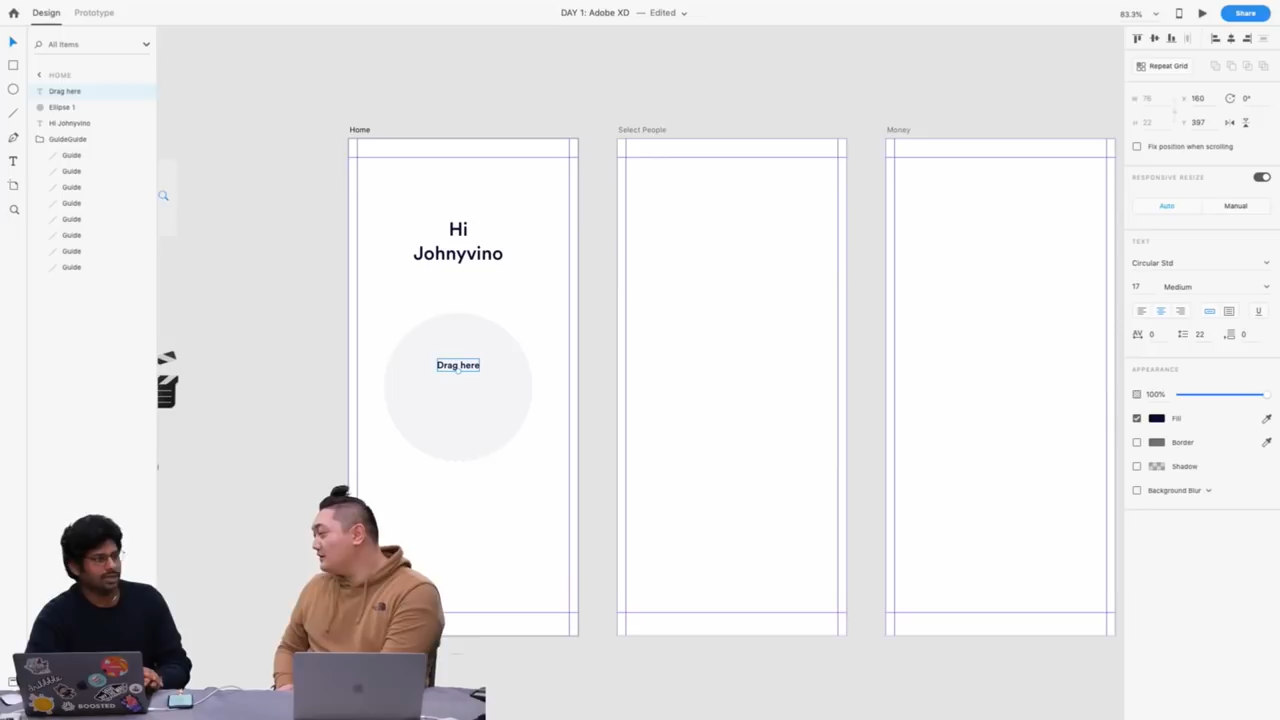 Design
Prototype
DAY 1: Adobe XD — Edited
83.3%
Share
All Items
HOME
Drag here
Ellipse 1
Hi Johnyvino
GuideGuide
Guide
Guide
Guide
Guide
Guide
Guide
Guide
Guide
Home
Select People
Money
Hi
Johnyvino
Drag here
Repeat Grid
W 76 X 160 0°
H 22 Y 397
Fix position when scrolling
RESPONSIVE RESIZE
Auto
Manual
TEXT
Circular Std
17 Medium
0 22 0
APPEARANCE
100%
Fill
Border
Shadow
Background Blur
dribbble
BOOSTED